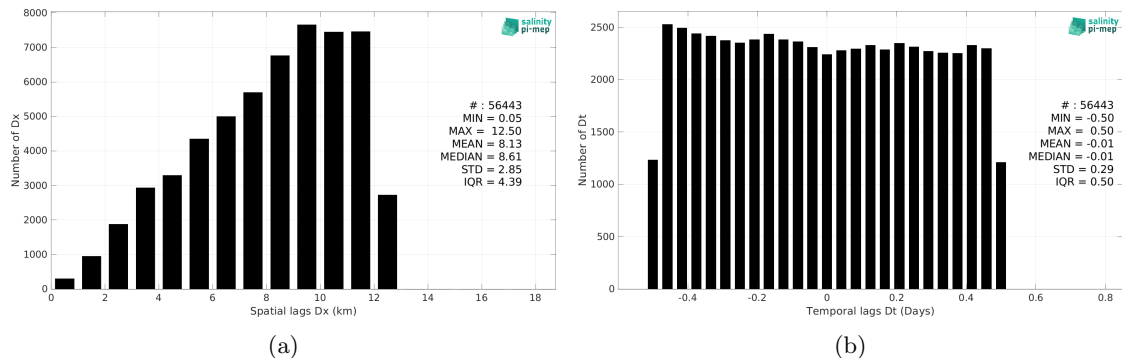 8000
7000
6000
5000
4000
3000
2000
1000
0
Number of Dx
0
2
4
6
8
10
12
14
16
18
Spatial lags Dx (km)
salinity
pi-mep
# : 56443
MIN = 0.05
MAX = 12.50
MEAN = 8.13
MEDIAN = 8.61
STD = 2.85
IQR = 4.39
(a)
2500
2000
1500
1000
500
0
Number of Dt
-0.4
-0.2
0
0.2
0.4
0.6
0.8
Temporal lags Dt (Days)
salinity
pi-mep
# : 56443
MIN = -0.50
MAX = 0.50
MEAN = -0.01
MEDIAN = -0.01
STD = 0.29
IQR = 0.50
(b)